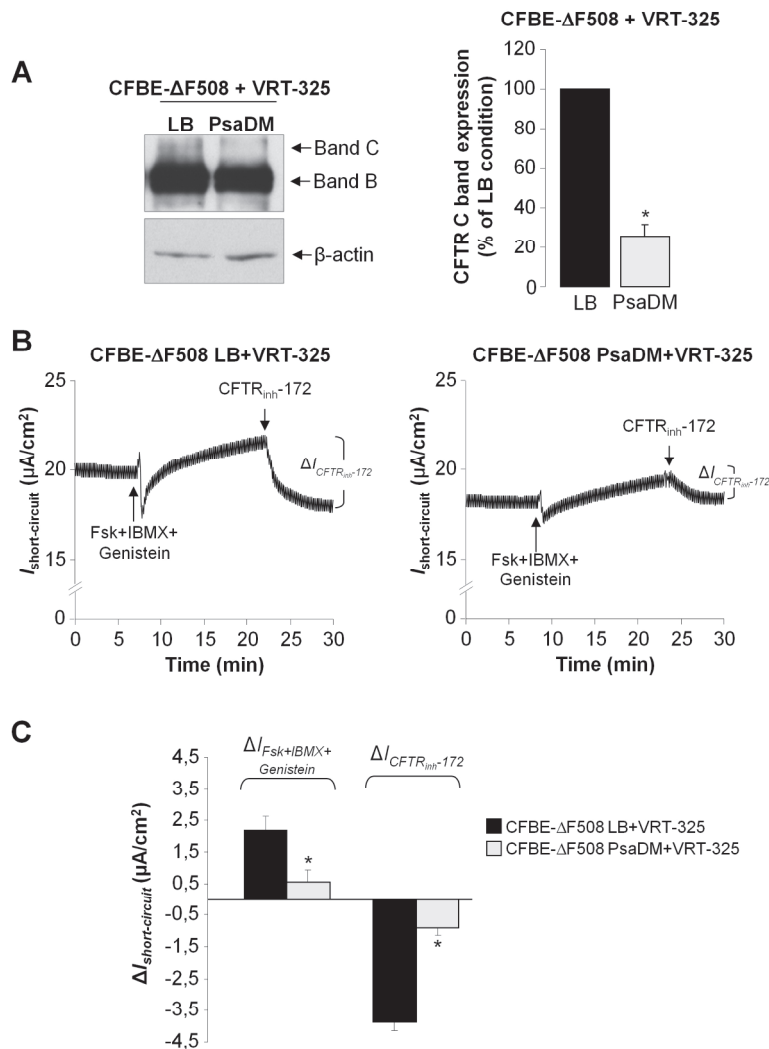 A
CFBE-ΔF508 + VRT-325
LB PsaDM
Band C
Band B
β-actin
CFBE-ΔF508 + VRT-325
CFTR C band expression
(% of LB condition)
120
100
80
60
40
20
0
*
LB PsaDM
B
CFBE-ΔF508 LB+VRT-325
Ishort-circuit (μA/cm²)
25
20
15
0
CFTRinh-172
ΔICFTRinh-172
Fsk+IBMX+
Genistein
0 5 10 15 20 25 30
Time (min)
CFBE-ΔF508 PsaDM+VRT-325
Ishort-circuit (μA/cm²)
25
20
15
0
CFTRinh-172
ΔICFTRinh-172
Fsk+IBMX+
Genistein
0 5 10 15 20 25 30
Time (min)
C
ΔIshort-circuit (μA/cm²)
4,5
3,5
2,5
1,5
0,5
-0,5
-1,5
-2,5
-3,5
-4,5
ΔIFsk+IBMX+
Genistein
ΔICFTRinh-172
*
*
CFBE-ΔF508 LB+VRT-325
CFBE-ΔF508 PsaDM+VRT-325